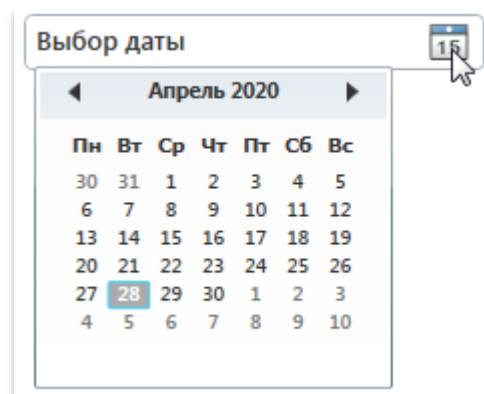 Выбор даты
15
Апрель 2020
Пн Вт Ср Чт Пт Сб Вс
30 31 1 2 3 4 5
6 7 8 9 10 11 12
13 14 15 16 17 18 19
20 21 22 23 24 25 26
27 28 29 30 1 2 3
4 5 6 7 8 9 10